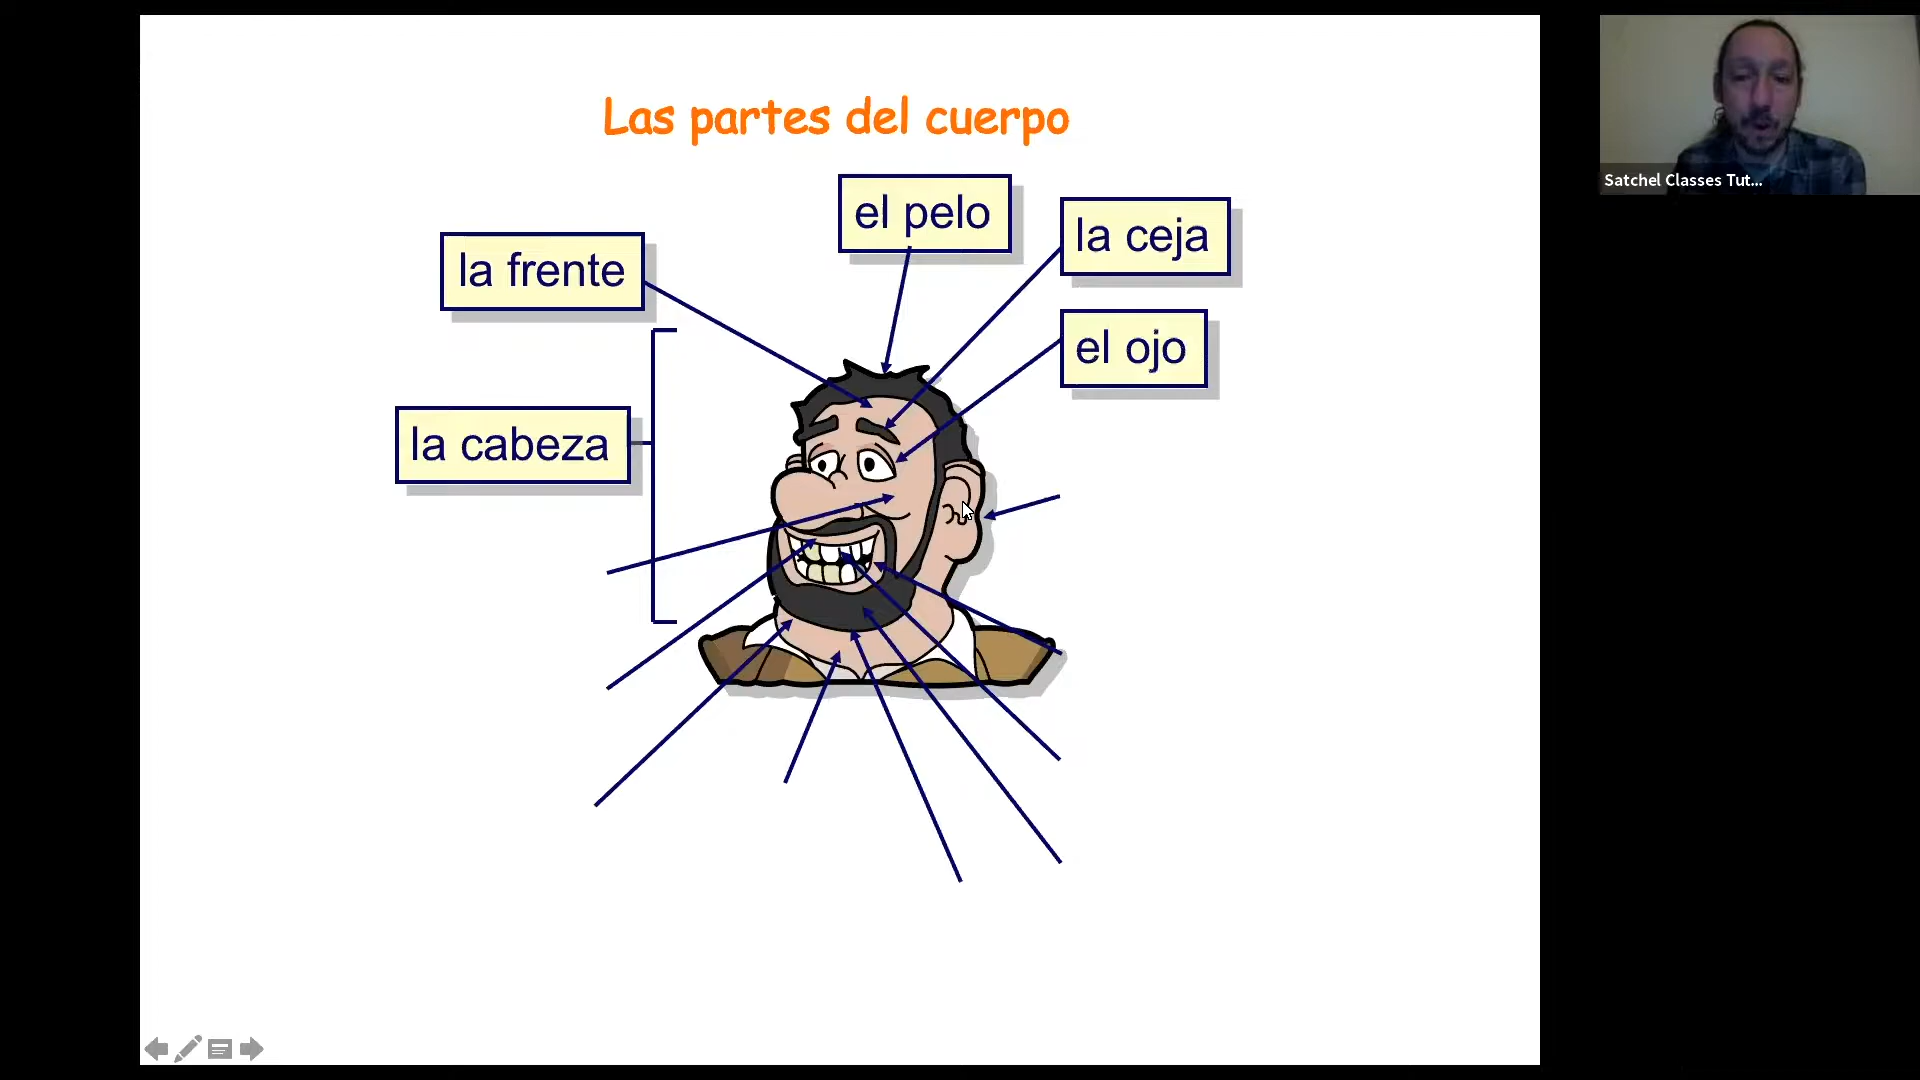 Las partes del cuerpo
el pelo
la ceja
la frente
el ojo
la cabeza
Satchel Classes Tut...